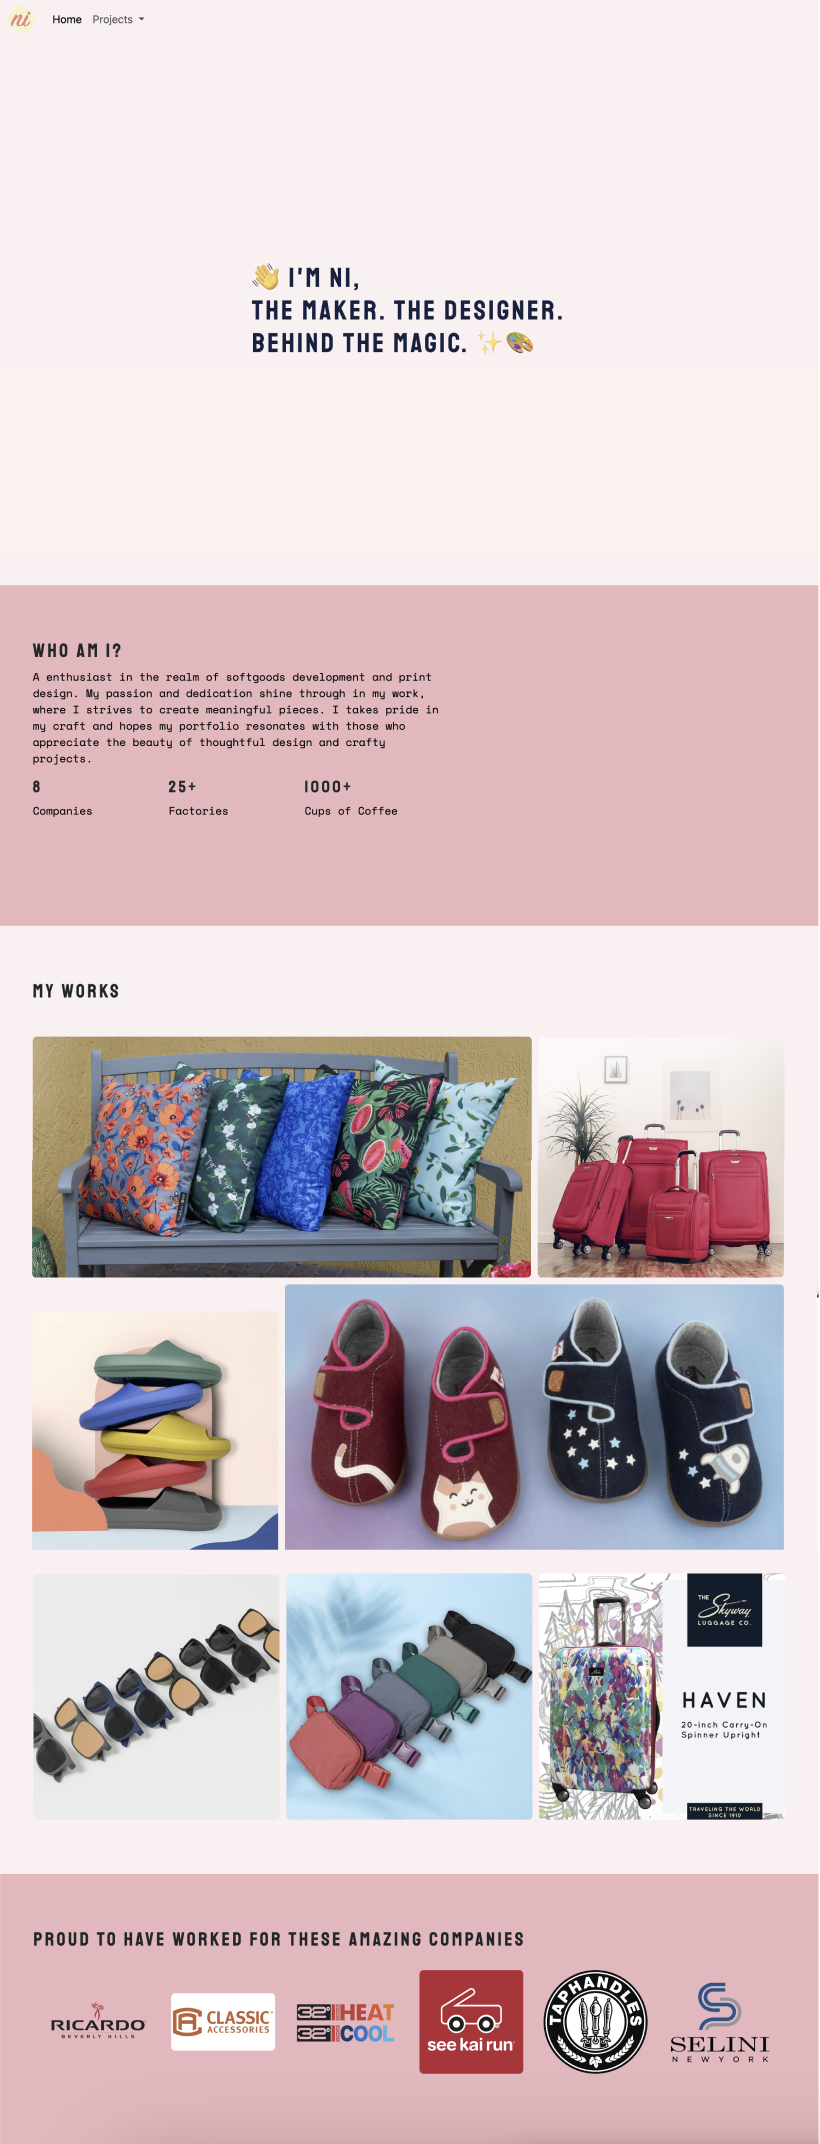 ni Home Projects
👋 I'M NI,
THE MAKER. THE DESIGNER.
BEHIND THE MAGIC. ✨🎨
WHO AM I?
A enthusiast in the realm of softgoods development and print
design. My passion and dedication shine through in my work,
where I strives to create meaningful pieces. I takes pride in
my craft and hopes my portfolio resonates with those who
appreciate the beauty of thoughtful design and crafty
projects.
8 25+ 1000+
Companies Factories Cups of Coffee
MY WORKS
THE
Skyway
LUGGAGE CO.
HAVEN
20-inch Carry-On
Spinner Upright
TRAVELING THE WORLD
SINCE 1910
PROUD TO HAVE WORKED FOR THESE AMAZING COMPANIES
RICARDO
BEVERLY HILLS
CLASSIC
ACCESSORIES
32° HEAT
32° COOL
see kai run
TAPHANDLES
SELINI
NEW YORK